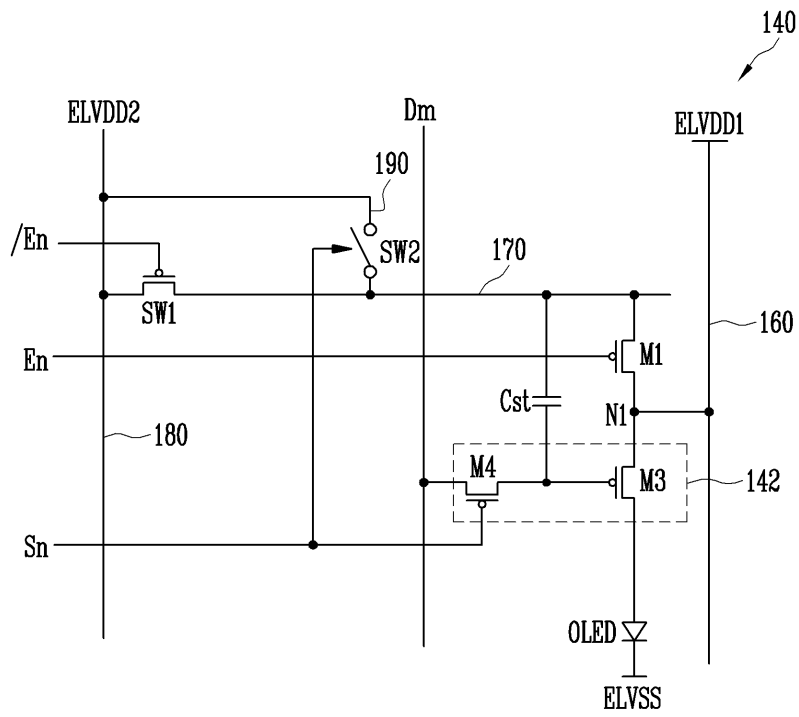 140
ELVDD2
Dm
ELVDD1
190
/En
SW2
170
SW1
160
En
M1
Cst
N1
180
M4
M3
142
Sn
OLED
ELVSS